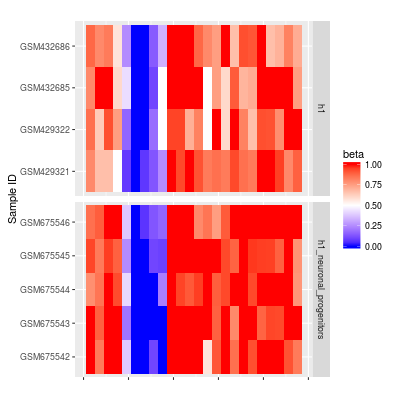 Sample ID
GSM432686
GSM432685
GSM429322
GSM429321
h1
GSM675546
GSM675545
GSM675544
GSM675543
GSM675542
h1_neuronal_progenitors
beta
1.00
0.75
0.50
0.25
0.00